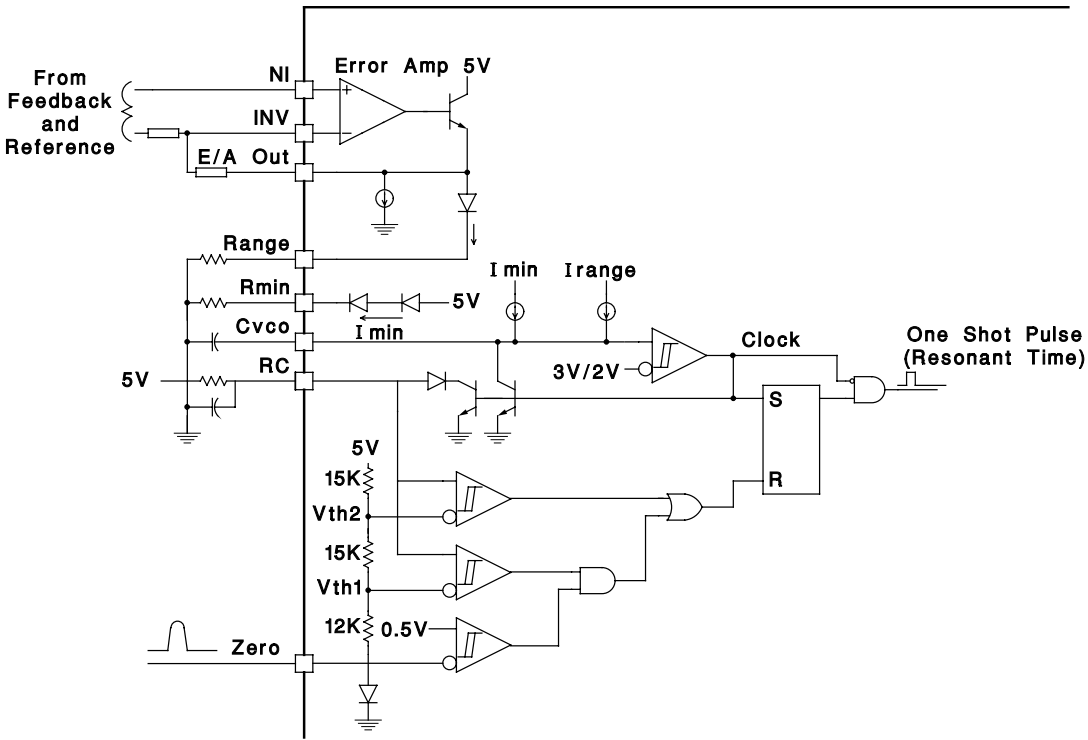 Error Amp 5V
NI
From
Feedback
and
Reference
INV
E/A Out
Range
I min
I range
Rmin
5V
I min
Cvco
Clock
One Shot Pulse
(Resonant Time)
RC
5V
3V/2V
S
5V
15K
R
Vth2
15K
Vth1
12K
0.5V
Zero
+
−